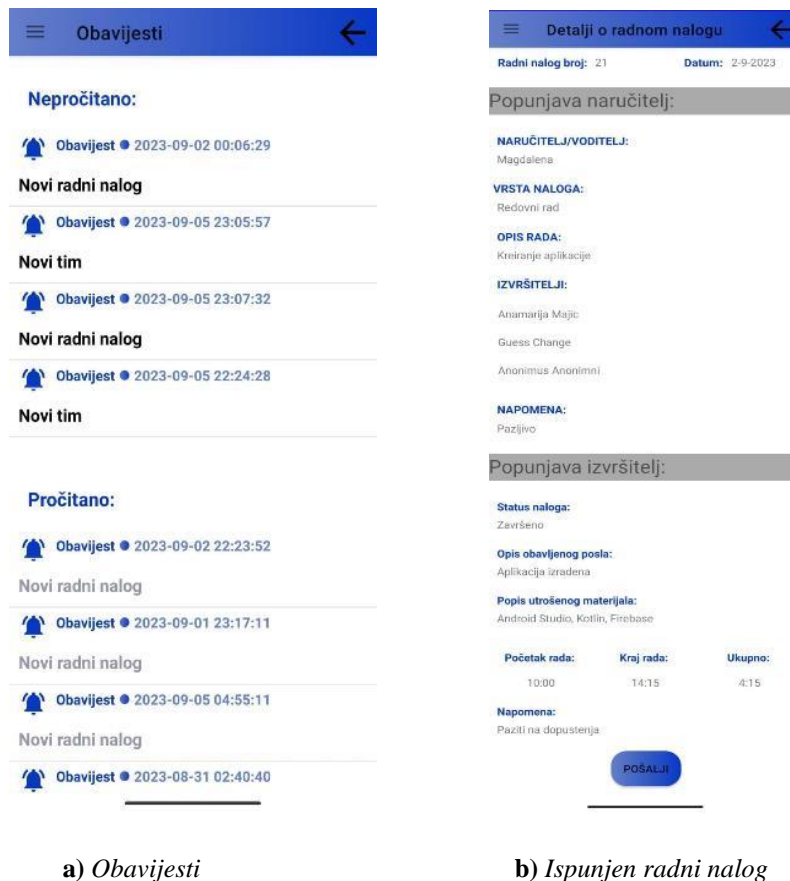 Obavijesti
Nepročitano:
Obavijest 2023-09-02 00:06:29
Novi radni nalog
Obavijest 2023-09-05 23:05:57
Novi tim
Obavijest 2023-09-05 23:07:32
Novi radni nalog
Obavijest 2023-09-05 22:24:28
Novi tim
Pročitano:
Obavijest 2023-09-02 22:23:52
Novi radni nalog
Obavijest 2023-09-01 23:17:11
Novi radni nalog
Obavijest 2023-09-05 04:55:11
Novi radni nalog
Obavijest 2023-08-31 02:40:40
a) Obavijesti
Detalji o radnom nalogu
Radni nalog broj: 21 Datum: 2-9-2023
Popunjava naručitelj:
NARUČITELJ/VODITELJ:
Magdalena
VRSTA NALOGA:
Redovni rad
OPIS RADA:
Kreiranje aplikacije
IZVRŠITELJI:
Anamarija Majic
Guess Change
Anonimus Anonimni
NAPOMENA:
Pazljivo
Popunjava izvršitelj:
Status naloga:
Završeno
Opis obavljenog posla:
Aplikacija izradena
Popis utrošenog materijala:
Android Studio, Kotlin, Firebase
Početak rada: Kraj rada: Ukupno:
10:00 14:15 4:15
Napomena:
Paziti na dopustenja
POŠALJI
b) Ispunjen radni nalog